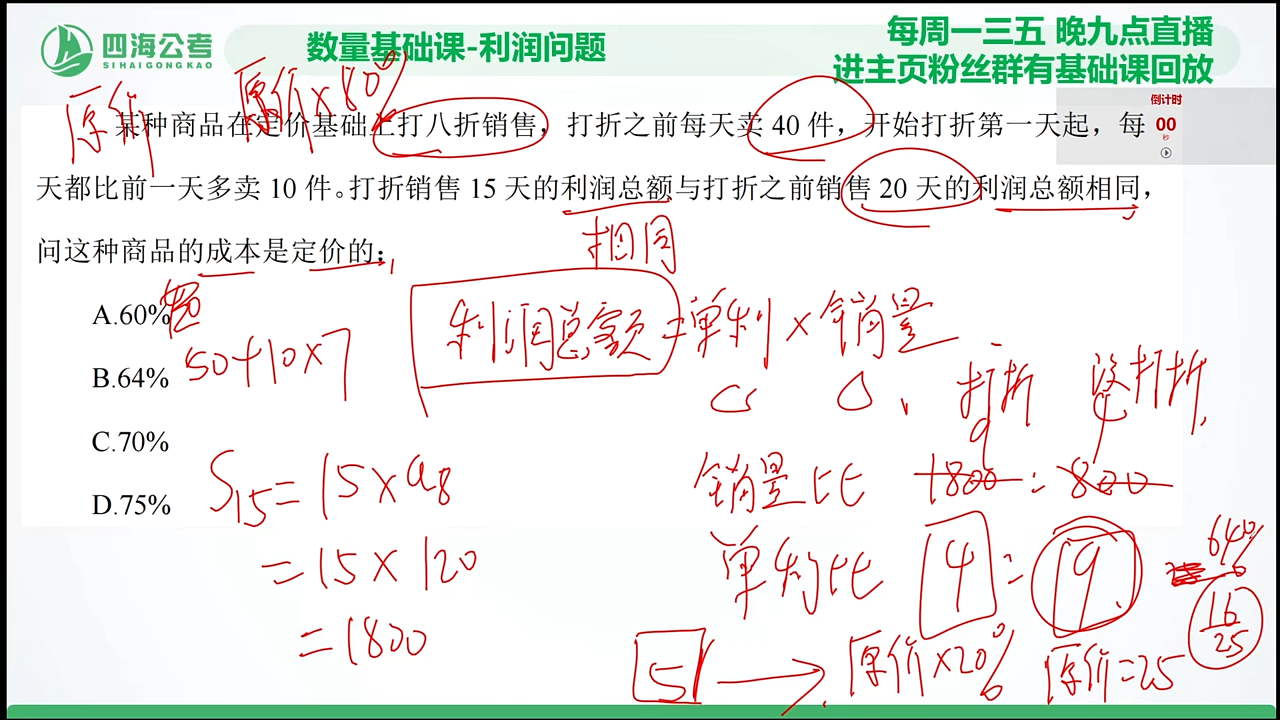 四海公考
SIHAIGONGKAO
数量基础课-利润问题
每周一三五 晚九点直播
进主页粉丝群有基础课回放
倒计时
00
秒
原价
原价×80%
某种商品在定价基础上打八折销售，打折之前每天卖 40 件，开始打折第一天起，每
天都比前一天多卖 10 件。打折销售 15 天的利润总额与打折之前销售 20 天的利润总额相同，
问这种商品的成本是定价的：
相同
A.60%
B.64%
C.70%
D.75%
50+10×7
利润总额=单利×销量
打折 没打折
9 4
销量比 1800:800
单利比 4:9
S15=15×a8
=15×120
=1800
64%
16
25
5
原价×20%
原价=25